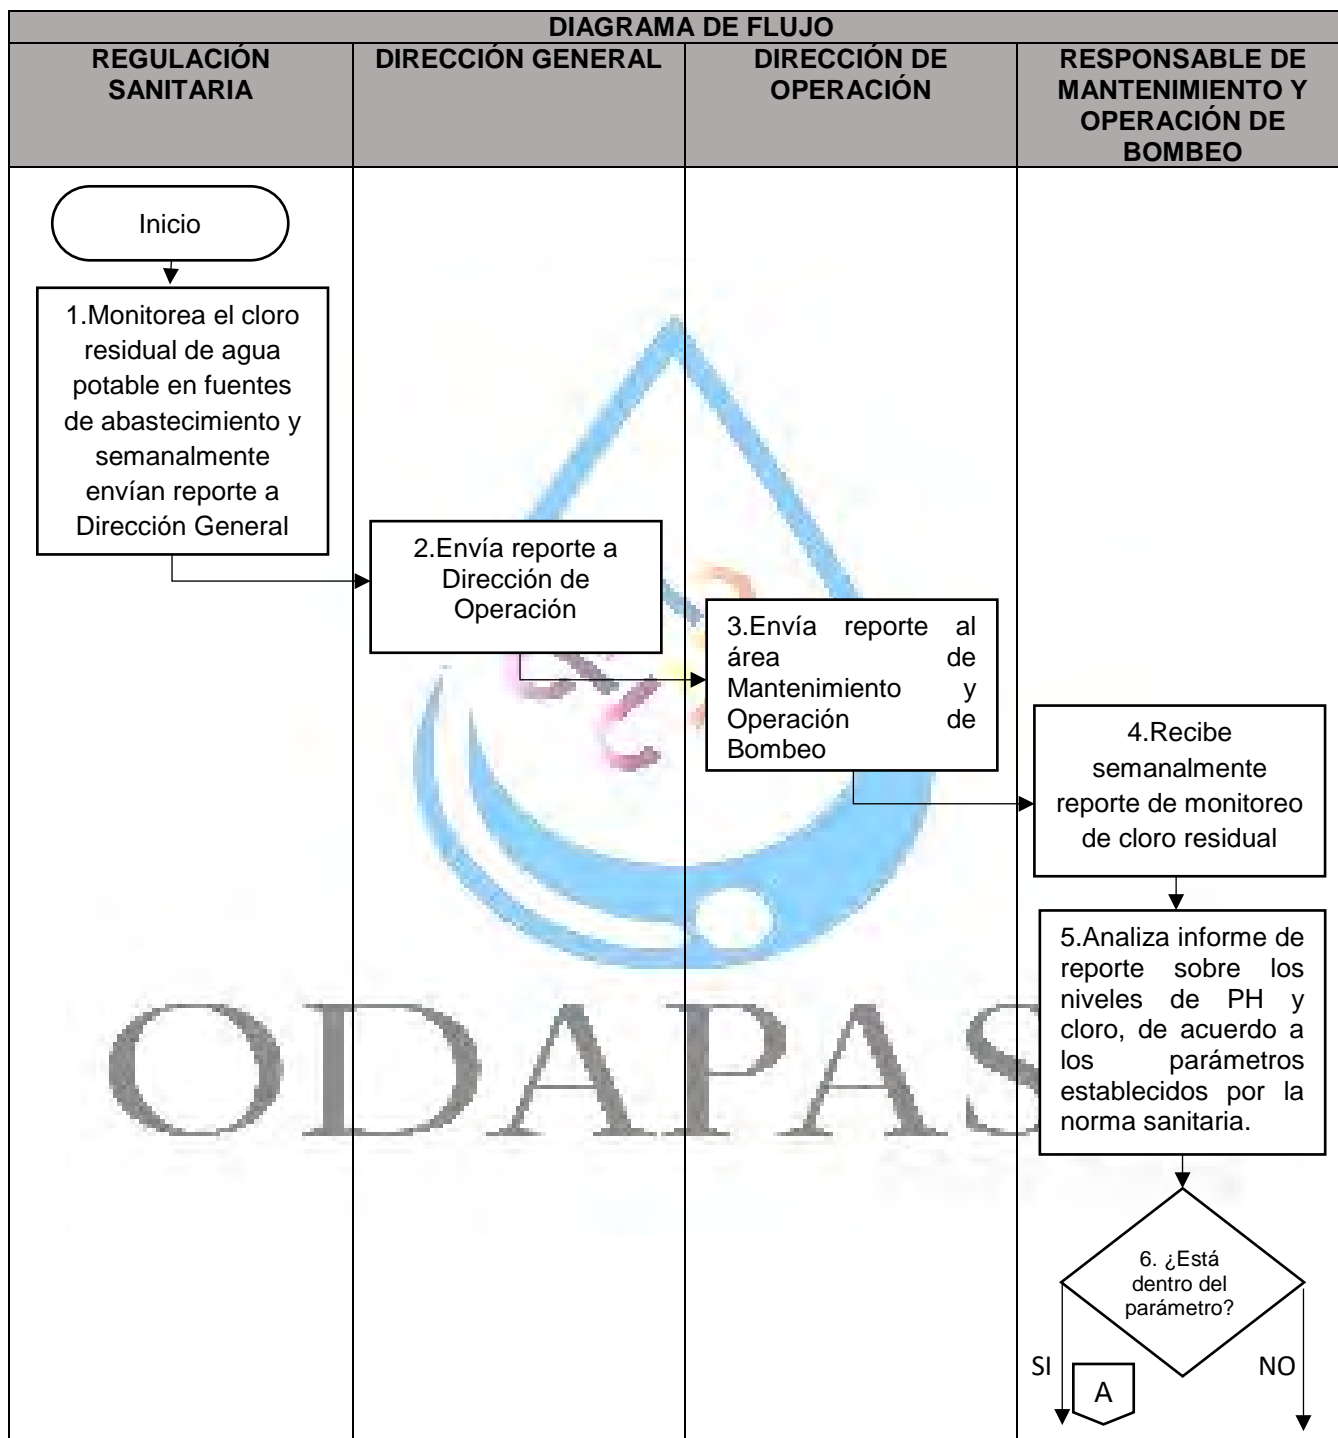 DIAGRAMA DE FLUJO
REGULACIÓN
SANITARIA
DIRECCIÓN GENERAL
DIRECCIÓN DE
OPERACIÓN
RESPONSABLE DE
MANTENIMIENTO Y
OPERACIÓN DE
BOMBEO
Inicio
1.Monitorea el cloro
residual de agua
potable en fuentes
de abastecimiento y
semanalmente
envían reporte a
Dirección General
2.Envía reporte a
Dirección de
Operación
3.Envía reporte al
área de
Mantenimiento y
Operación de
Bombeo
4.Recibe
semanalmente
reporte de monitoreo
de cloro residual
5.Analiza informe de
reporte sobre los
niveles de PH y
cloro, de acuerdo a
los parámetros
establecidos por la
norma sanitaria.
6. ¿Está
dentro del
parámetro?
SI
A
NO
ODAPAS